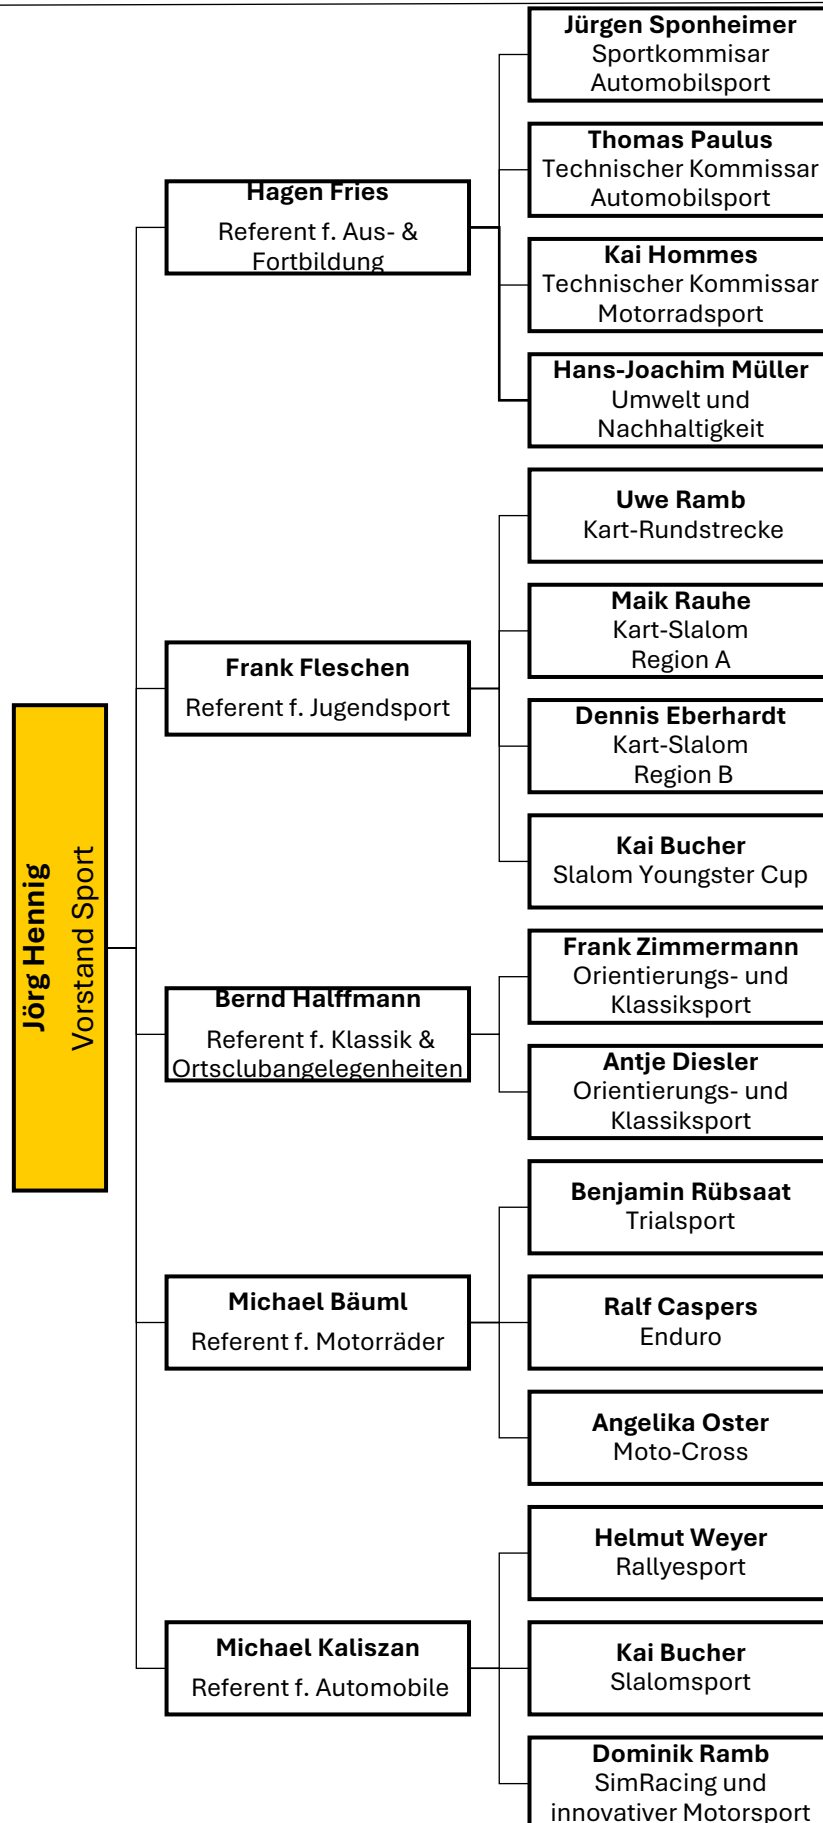 Jürgen Sponheimer
Sportkommisar
Automobilsport
Thomas Paulus
Technischer Kommissar
Automobilsport
Hagen Fries
Referent f. Aus- &
Fortbildung
Kai Hommes
Technischer Kommissar
Motorradsport
Hans-Joachim Müller
Umwelt und
Nachhaltigkeit
Uwe Ramb
Kart-Rundstrecke
Maik Rauhe
Kart-Slalom
Region A
Frank Fleschen
Referent f. Jugendsport
Dennis Eberhardt
Kart-Slalom
Region B
Kai Bucher
Slalom Youngster Cup
Jörg Hennig
Vorstand Sport
Frank Zimmermann
Orientierungs- und
Klassiksport
Bernd Halffmann
Referent f. Klassik &
Ortsclubangelegenheiten
Antje Diesler
Orientierungs- und
Klassiksport
Benjamin Rübsaat
Trialsport
Michael Bäuml
Referent f. Motorräder
Ralf Caspers
Enduro
Angelika Oster
Moto-Cross
Helmut Weyer
Rallyesport
Michael Kaliszan
Referent f. Automobile
Kai Bucher
Slalomsport
Dominik Ramb
SimRacing und
innovativer Motorsport